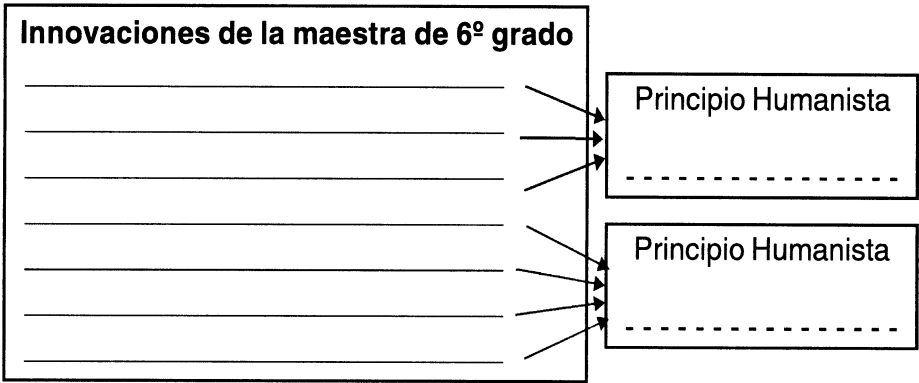 Innovaciones de la maestra de 6º grado
Principio Humanista
Principio Humanista